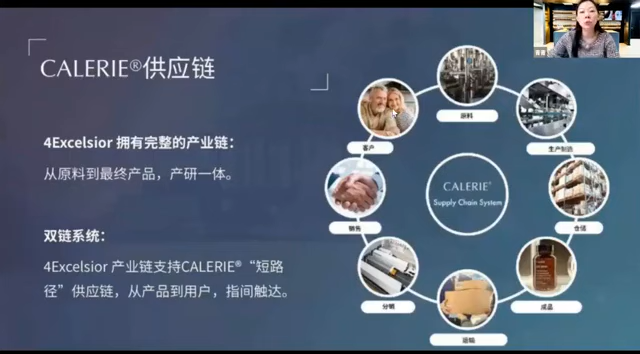 CALERIE®供应链
4Excelsior 拥有完整的产业链：
从原料到最终产品，产研一体。
双链系统：
4Excelsior 产业链支持CALERIE®“短路
径”供应链，从产品到用户，指间触达。
原料
生产制造
仓储
成品
运输
分销
销售
客户
CALERIE®
Supply Chain System